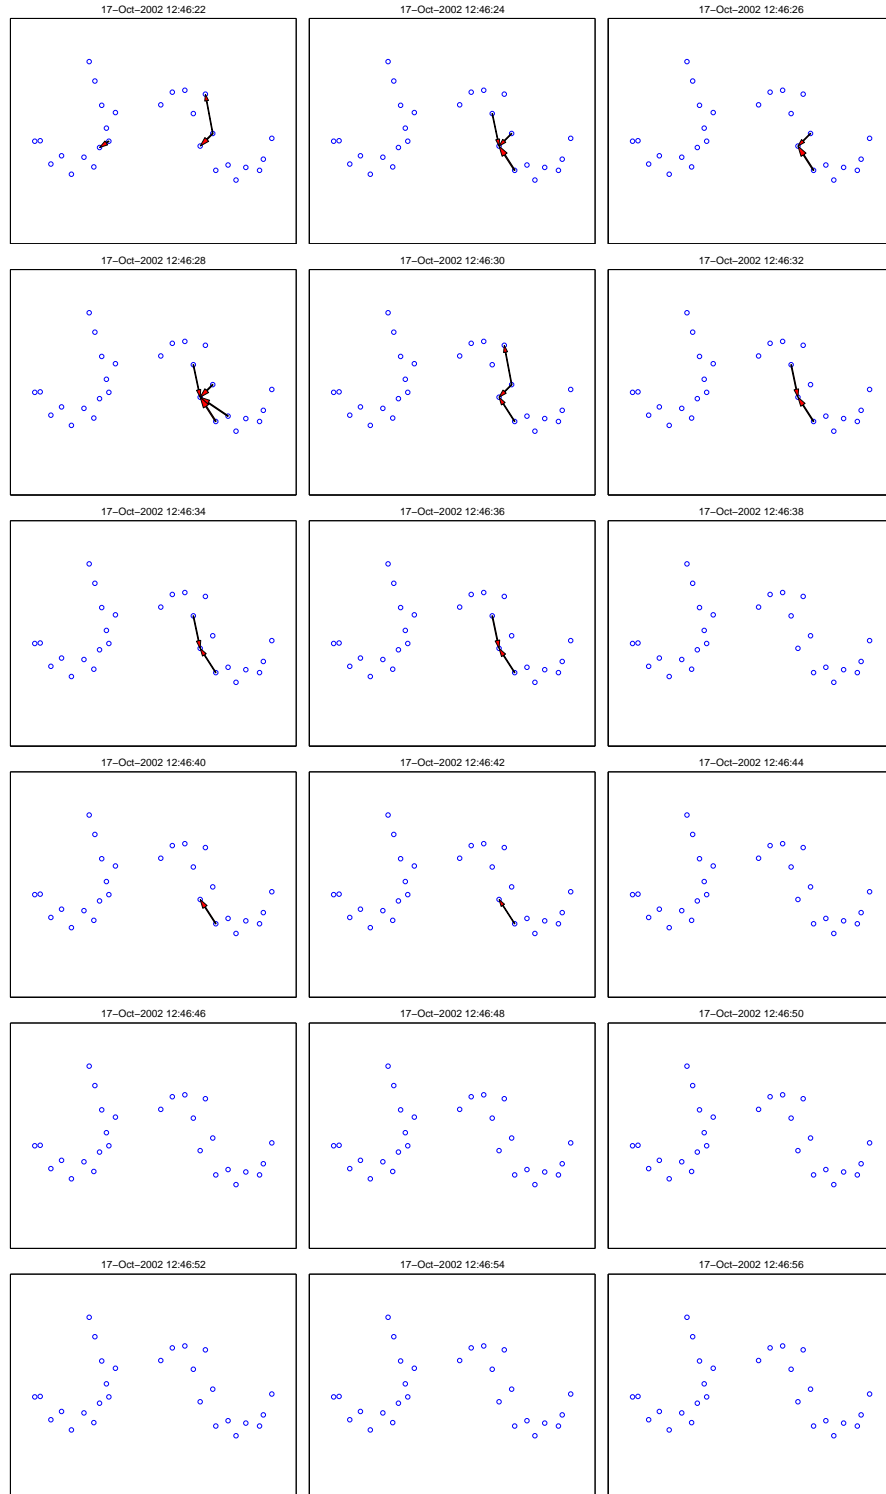 17–Oct–2002 12:46:22
17–Oct–2002 12:46:24
17–Oct–2002 12:46:26
17–Oct–2002 12:46:28
17–Oct–2002 12:46:30
17–Oct–2002 12:46:32
17–Oct–2002 12:46:34
17–Oct–2002 12:46:36
17–Oct–2002 12:46:38
17–Oct–2002 12:46:40
17–Oct–2002 12:46:42
17–Oct–2002 12:46:44
17–Oct–2002 12:46:46
17–Oct–2002 12:46:48
17–Oct–2002 12:46:50
17–Oct–2002 12:46:52
17–Oct–2002 12:46:54
17–Oct–2002 12:46:56